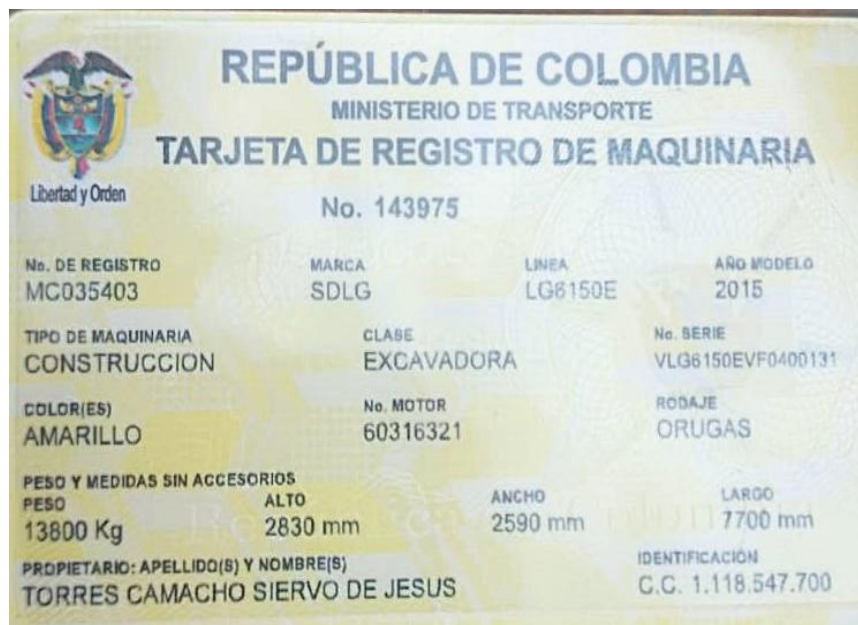 REPÚBLICA DE COLOMBIA
MINISTERIO DE TRANSPORTE
TARJETA DE REGISTRO DE MAQUINARIA
Libertad y Orden
No. 143975
No. DE REGISTRO MARCA LINEA AÑO MODELO
MC035403 SDLG LG6150E 2015
TIPO DE MAQUINARIA CLASE No. SERIE
CONSTRUCCION EXCAVADORA VLG6150EVF0400131
COLOR(ES) No. MOTOR RODAJE
AMARILLO 60316321 ORUGAS
PESO Y MEDIDAS SIN ACCESORIOS
PESO ALTO ANCHO LARGO
13800 Kg 2830 mm 2590 mm 7700 mm
PROPIETARIO: APELLIDO(S) Y NOMBRE(S) IDENTIFICACIÓN
TORRES CAMACHO SIERVO DE JESUS C.C. 1.118.547.700